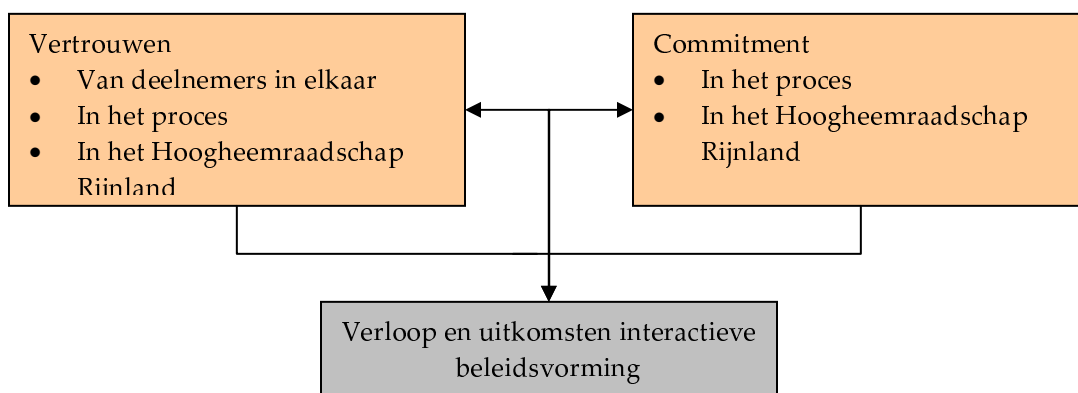 Vertrouwen
• Van deelnemers in elkaar
• In het proces
• In het Hoogheemraadschap
Rijnland
Commitment
• In het proces
• In het Hoogheemraadschap
Rijnland
Verloop en uitkomsten interactieve
beleidsvorming